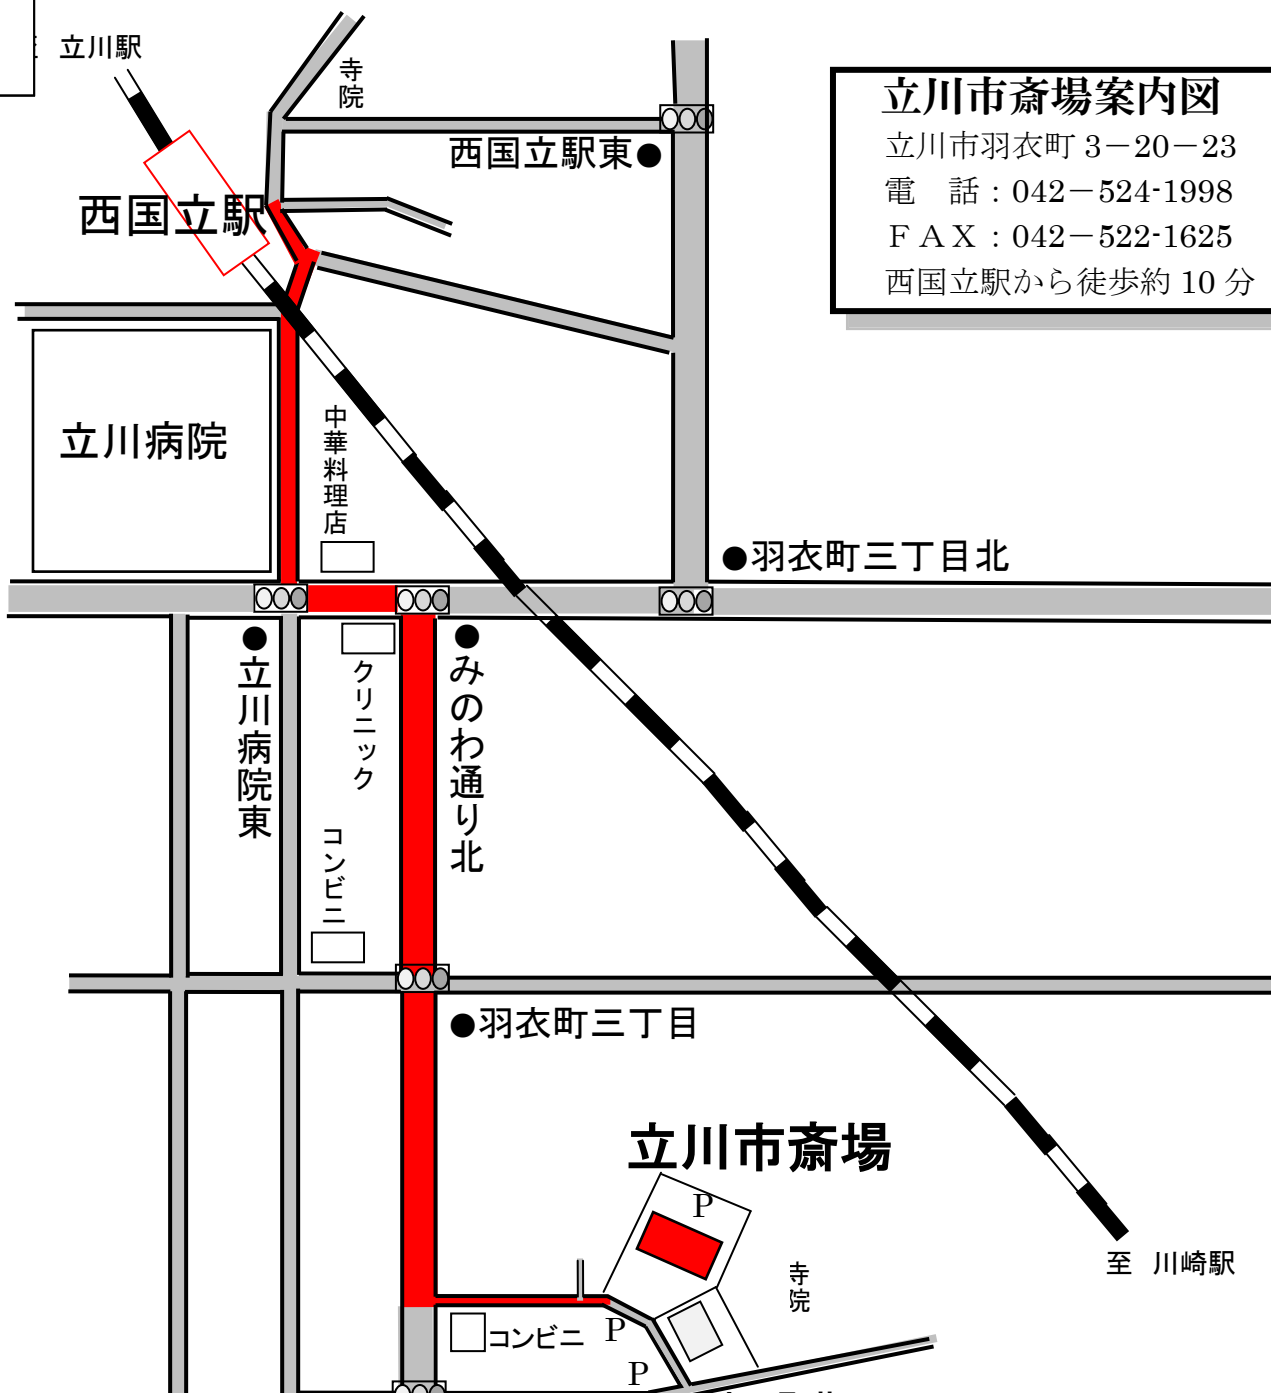 至 立川駅
寺院
立川市斎場案内図
立川市羽衣町 3－20－23
電　話：042－524-1998
ＦＡＸ：042－522-1625
西国立駅から徒歩約 10 分
西国立駅東●
西国立駅
立川病院
中華料理店
●羽衣町三丁目北
●立川病院東
クリニック
●みのわ通り北
コンビニ
●羽衣町三丁目
立川市斎場
P
至 川崎駅
寺院
コンビニ
P
P